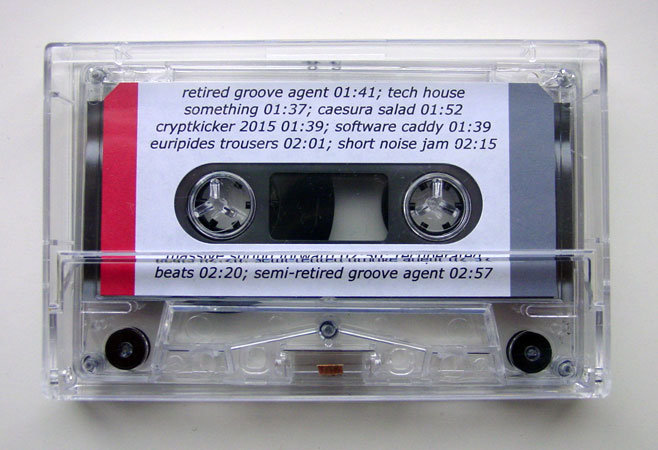 retired groove agent 01:41; tech house
something 01:37; caesura salad 01:52
cryptkicker 2015 01:39; software caddy 01:39
euripides trousers 02:01; short noise jam 02:15
massive
beats 02:20; semi-retired groove agent 02:57